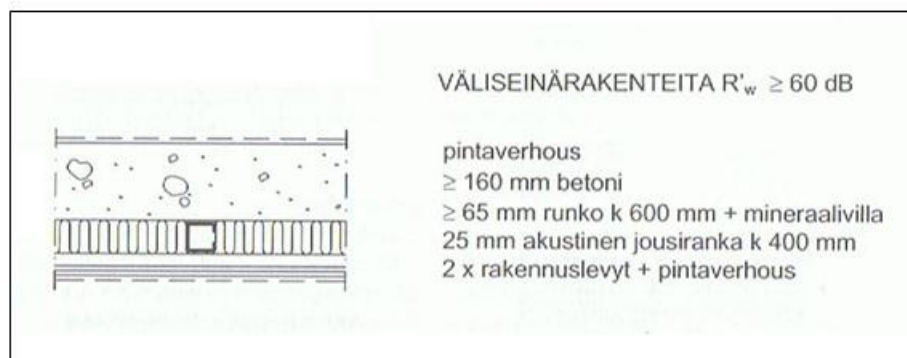 VÄLISEINÄRAKENTEITA R'w ≥ 60 dB
pintaverhous
≥ 160 mm betoni
≥ 65 mm runko k 600 mm + mineraalivilla
25 mm akustinen jousiranka k 400 mm
2 x rakennuslevyt + pintaverhous